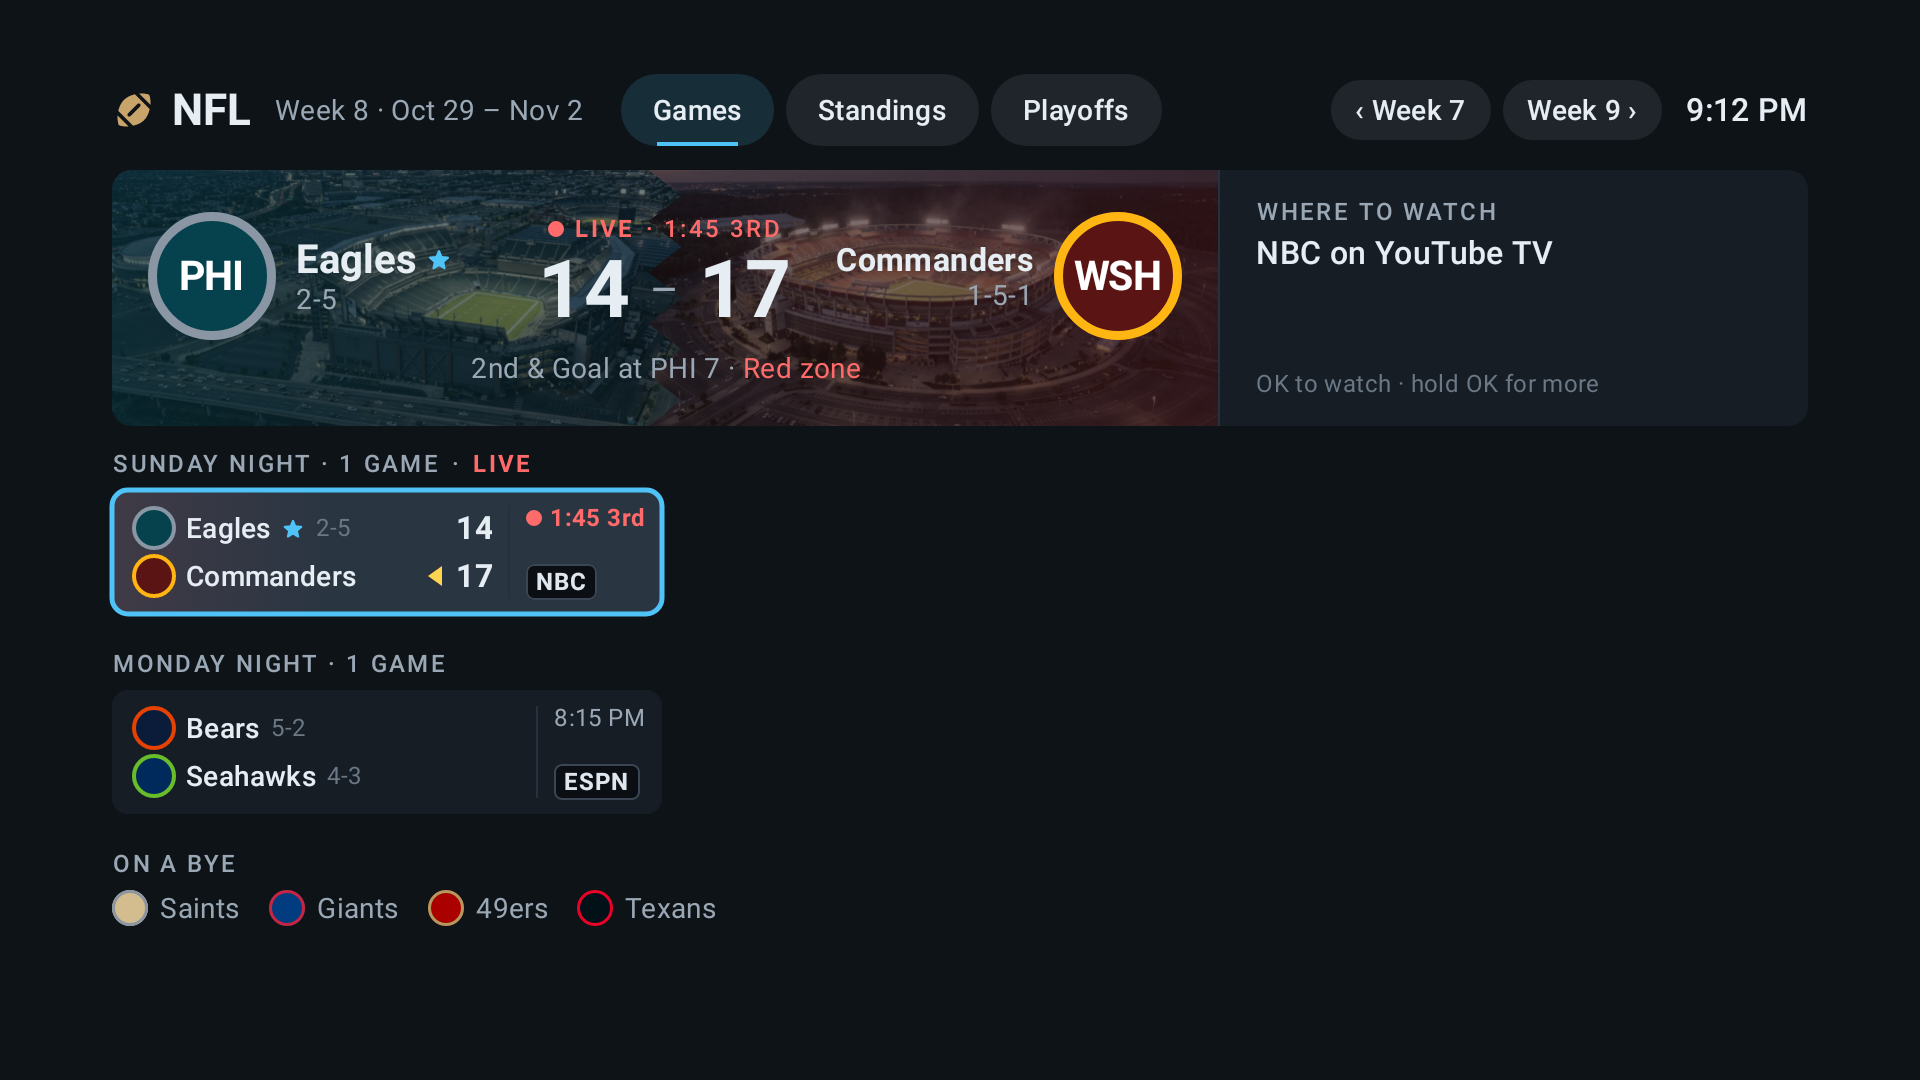 NFL Week 8 · Oct 29 – Nov 2 Games Standings Playoffs ‹ Week 7 Week 9 › 9:12 PM
LIVE · 1:45 3RD
PHI Eagles 2-5
14 – 17
Commanders 1-5-1 WSH
2nd & Goal at PHI 7 · Red zone
WHERE TO WATCH
NBC on YouTube TV
OK to watch · hold OK for more
SUNDAY NIGHT · 1 GAME · LIVE
Eagles 2-5 14 1:45 3rd
Commanders 17 NBC
MONDAY NIGHT · 1 GAME
Bears 5-2 8:15 PM
Seahawks 4-3 ESPN
ON A BYE
Saints Giants 49ers Texans